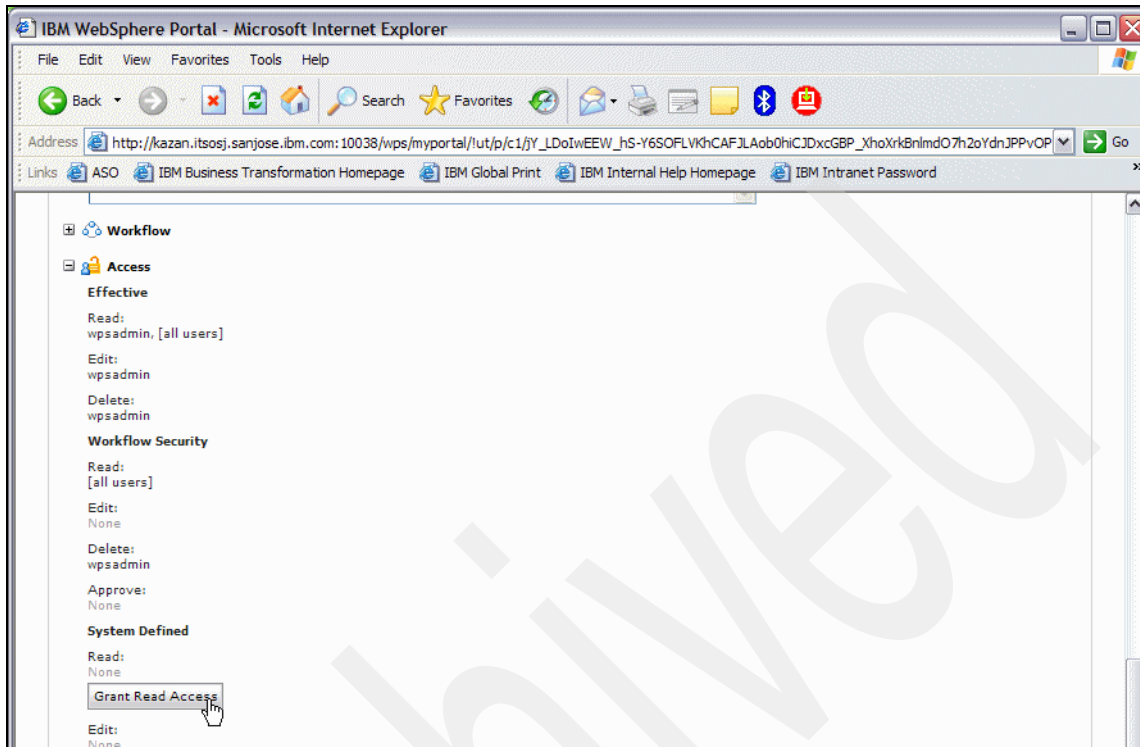 IBM WebSphere Portal - Microsoft Internet Explorer
File Edit View Favorites Tools Help
Back Search Favorites
Address http://kazan.itsosj.sanjose.ibm.com:10038/wps/myportal/!ut/p/c1/jY_LDoIwEEW_hS-Y6SOFLVKhCAFJLAob0hiCJDxcGBP_XhoXrkBnlmdO7h2oYdnJPPvOP Go
Links ASO IBM Business Transformation Homepage IBM Global Print IBM Internal Help Homepage IBM Intranet Password »
Workflow
Access
Effective
Read:
wpsadmin, [all users]
Edit:
wpsadmin
Delete:
wpsadmin
Workflow Security
Read:
[all users]
Edit:
None
Delete:
wpsadmin
Approve:
None
System Defined
Read:
None
Grant Read Access
Edit:
None
hived